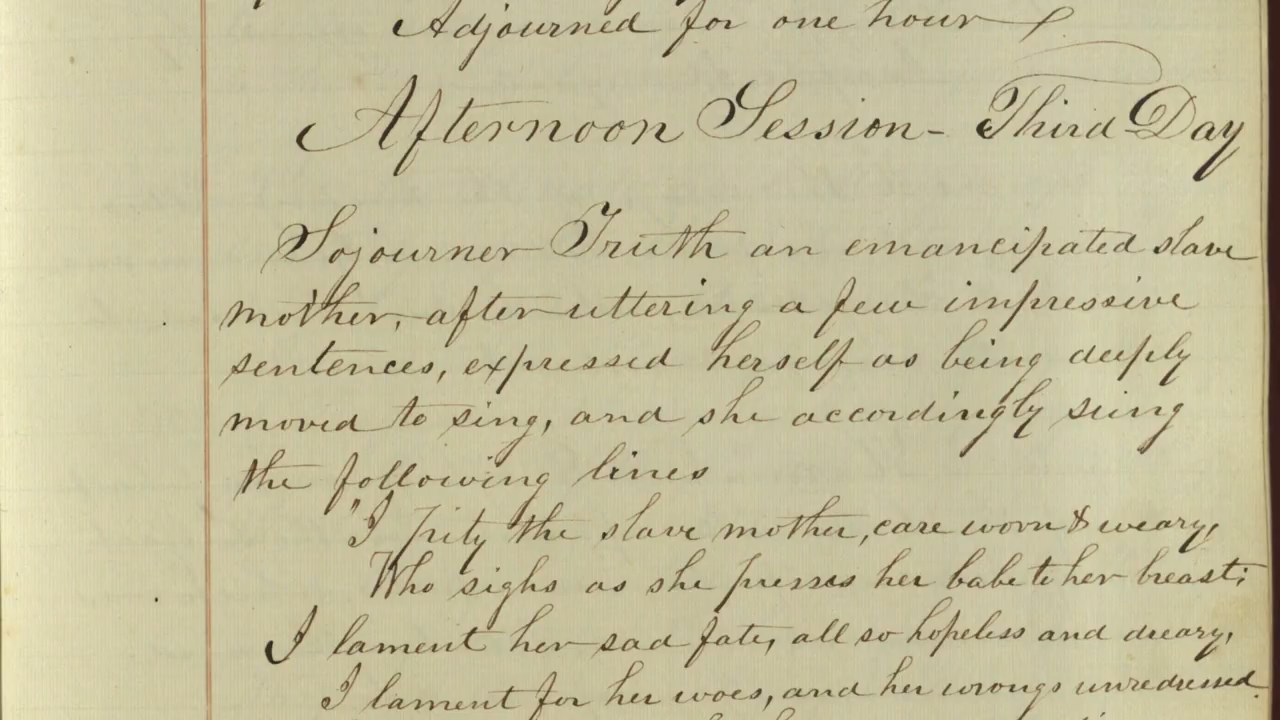 Adjourned for one hour
Afternoon Session - Third Day
Sojourner Truth an emancipated slave
mother, after uttering a few impressive
sentences, expressed herself as being deeply
moved to sing, and she accordingly sung
the following lines
"I pity the slave mother, care worn & weary,
Who sighs as she presses her babe to her breast;
I lament her sad fate, all so hopeless and dreary,
I lament for her woes, and her wrongs unredressed.